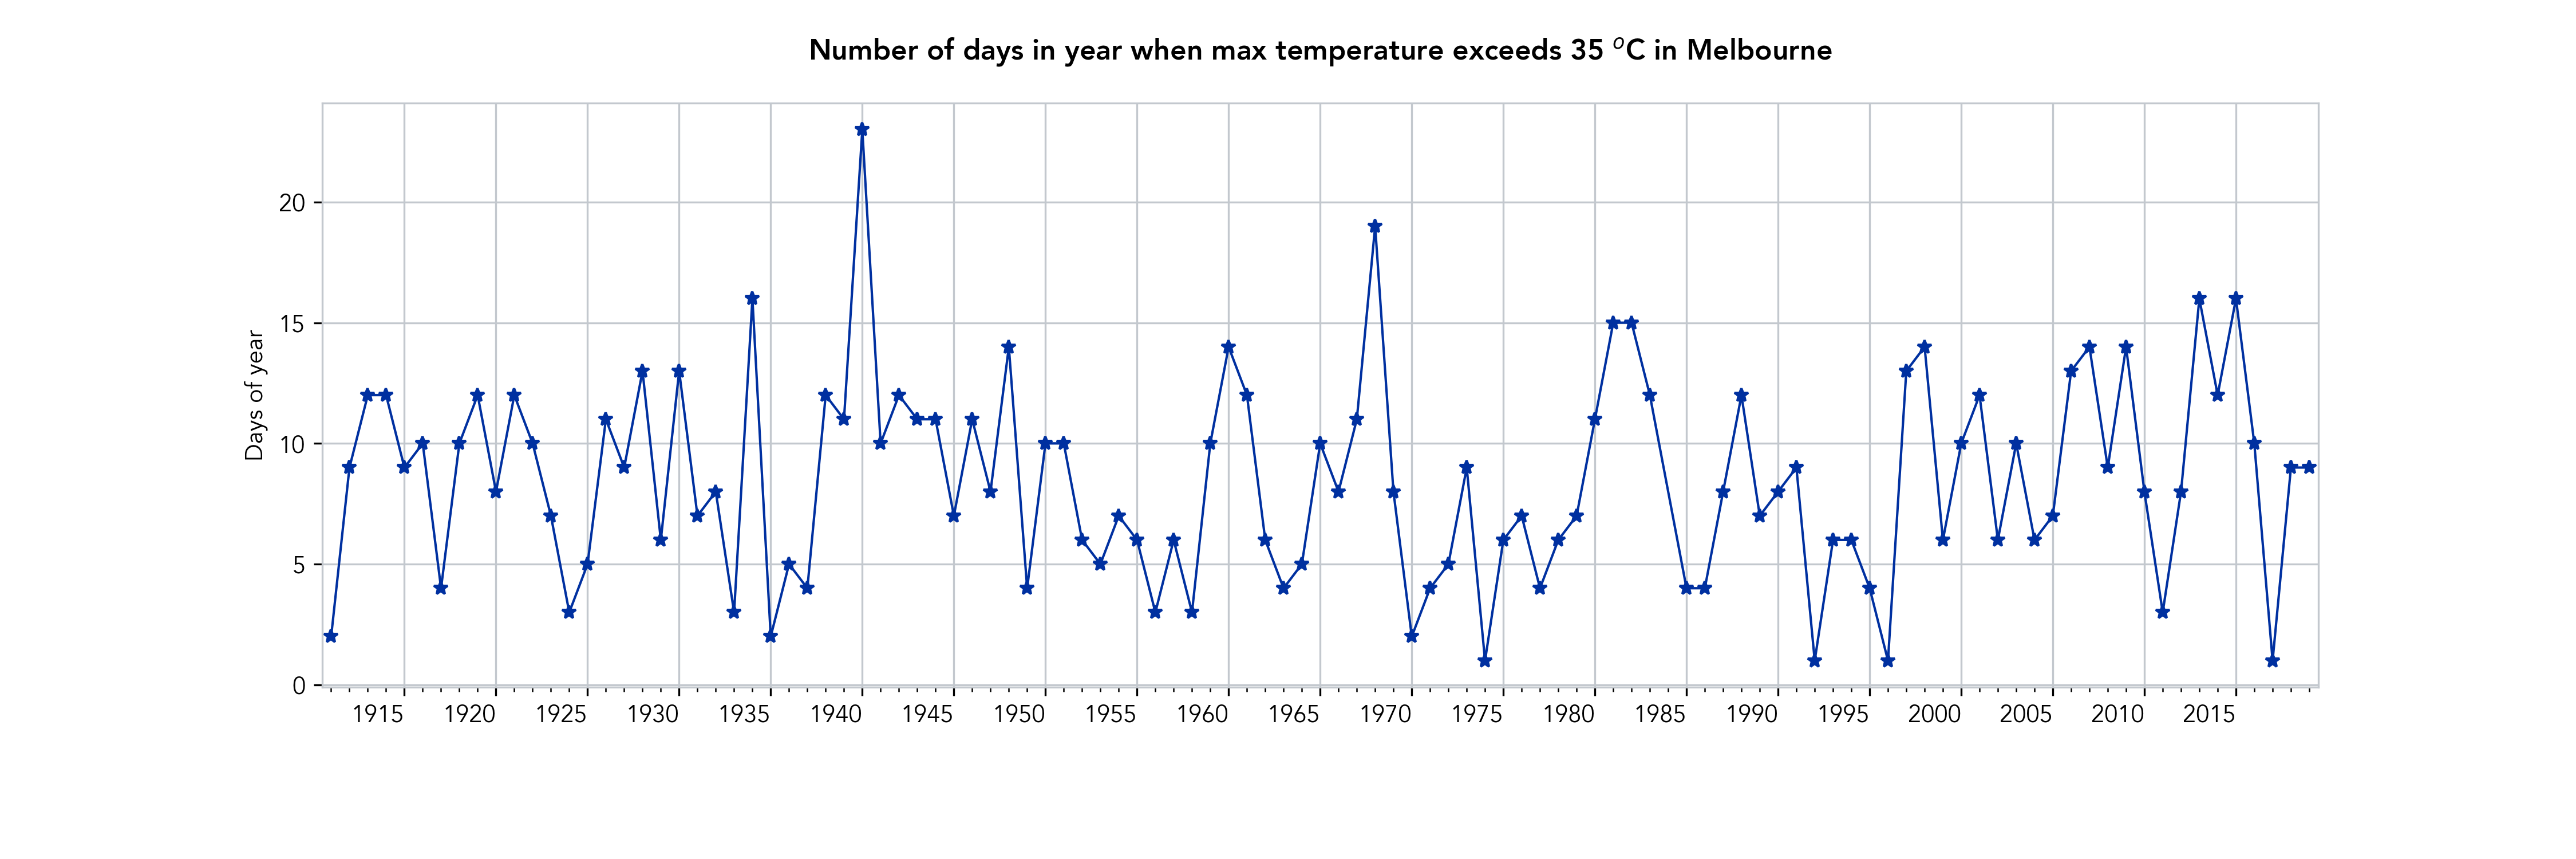 Number of days in year when max temperature exceeds 35 °C in Melbourne
Days of year
20
15
10
5
0
1915 1920 1925 1930 1935 1940 1945 1950 1955 1960 1965 1970 1975 1980 1985 1990 1995 2000 2005 2010 2015